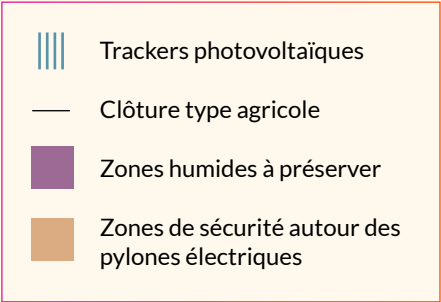 Trackers photovoltaïques
Clôture type agricole
Zones humides à préserver
Zones de sécurité autour des
pylones électriques